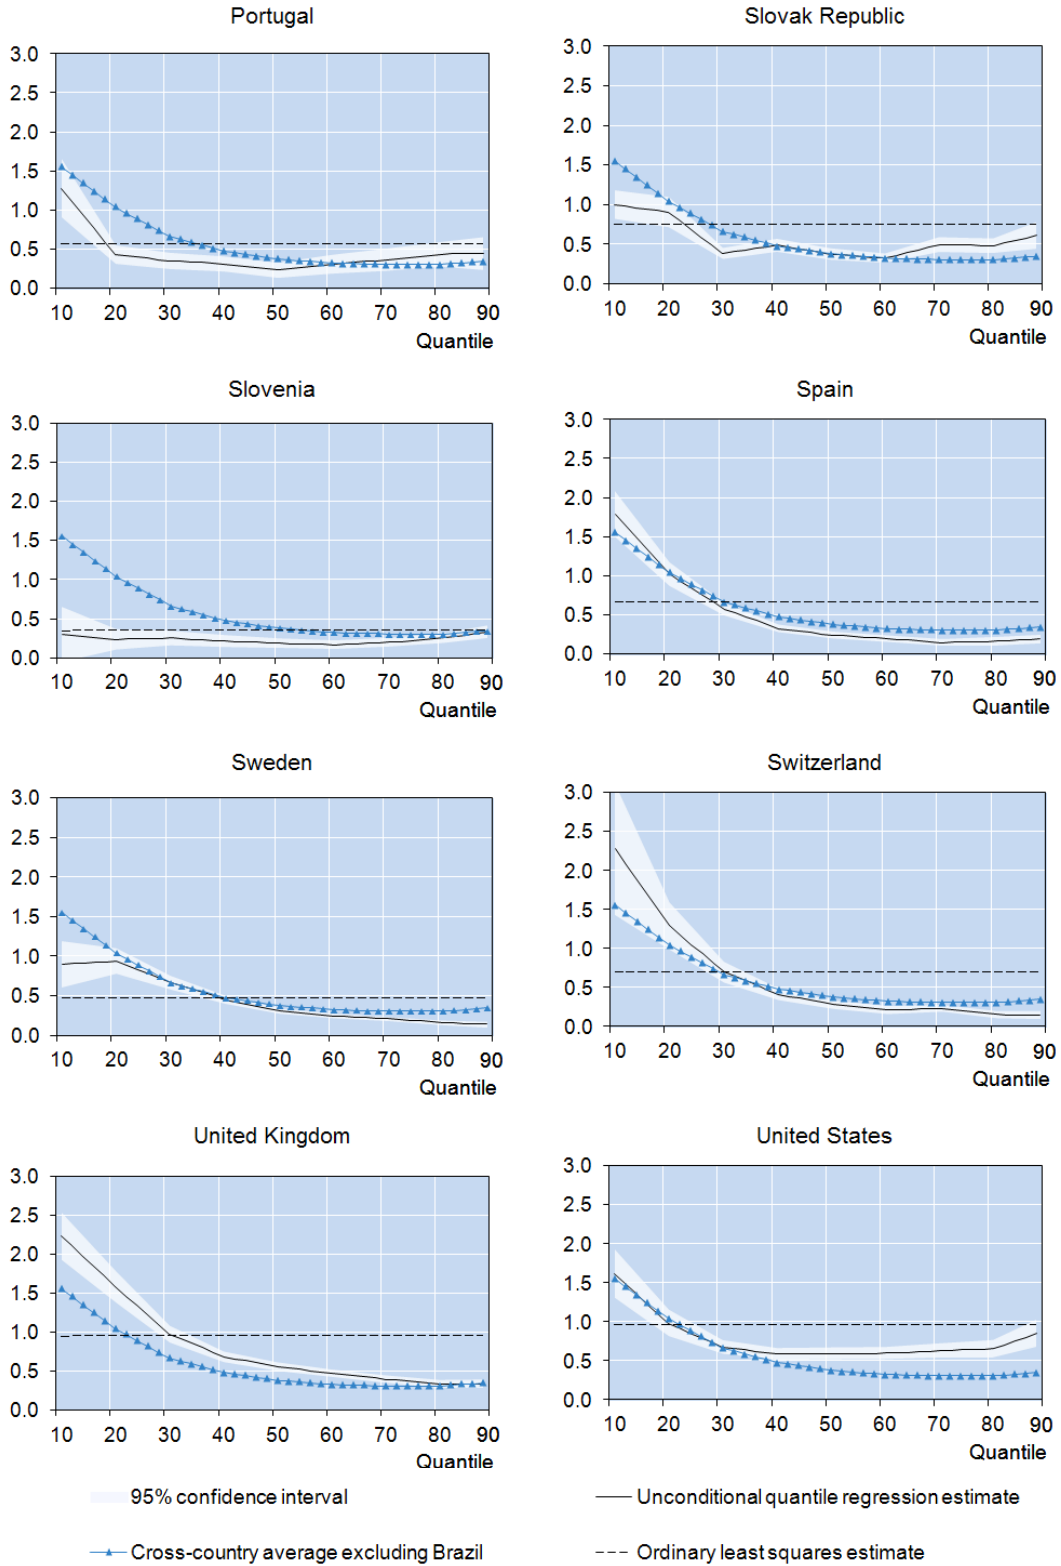 Portugal
Slovak Republic
3.0
2.5
2.0
1.5
1.0
0.5
0.0
10 20 30 40 50 60 70 80 90
Quantile
3.0
2.5
2.0
1.5
1.0
0.5
0.0
10 20 30 40 50 60 70 80 90
Quantile
Slovenia
Spain
3.0
2.5
2.0
1.5
1.0
0.5
0.0
10 20 30 40 50 60 70 80 90
Quantile
3.0
2.5
2.0
1.5
1.0
0.5
0.0
10 20 30 40 50 60 70 80 90
Quantile
Sweden
Switzerland
3.0
2.5
2.0
1.5
1.0
0.5
0.0
10 20 30 40 50 60 70 80 90
Quantile
3.0
2.5
2.0
1.5
1.0
0.5
0.0
10 20 30 40 50 60 70 80 90
Quantile
United Kingdom
United States
3.0
2.5
2.0
1.5
1.0
0.5
0.0
10 20 30 40 50 60 70 80 90
Quantile
3.0
2.5
2.0
1.5
1.0
0.5
0.0
10 20 30 40 50 60 70 80 90
Quantile
95% confidence interval
Unconditional quantile regression estimate
Cross-country average excluding Brazil
Ordinary least squares estimate